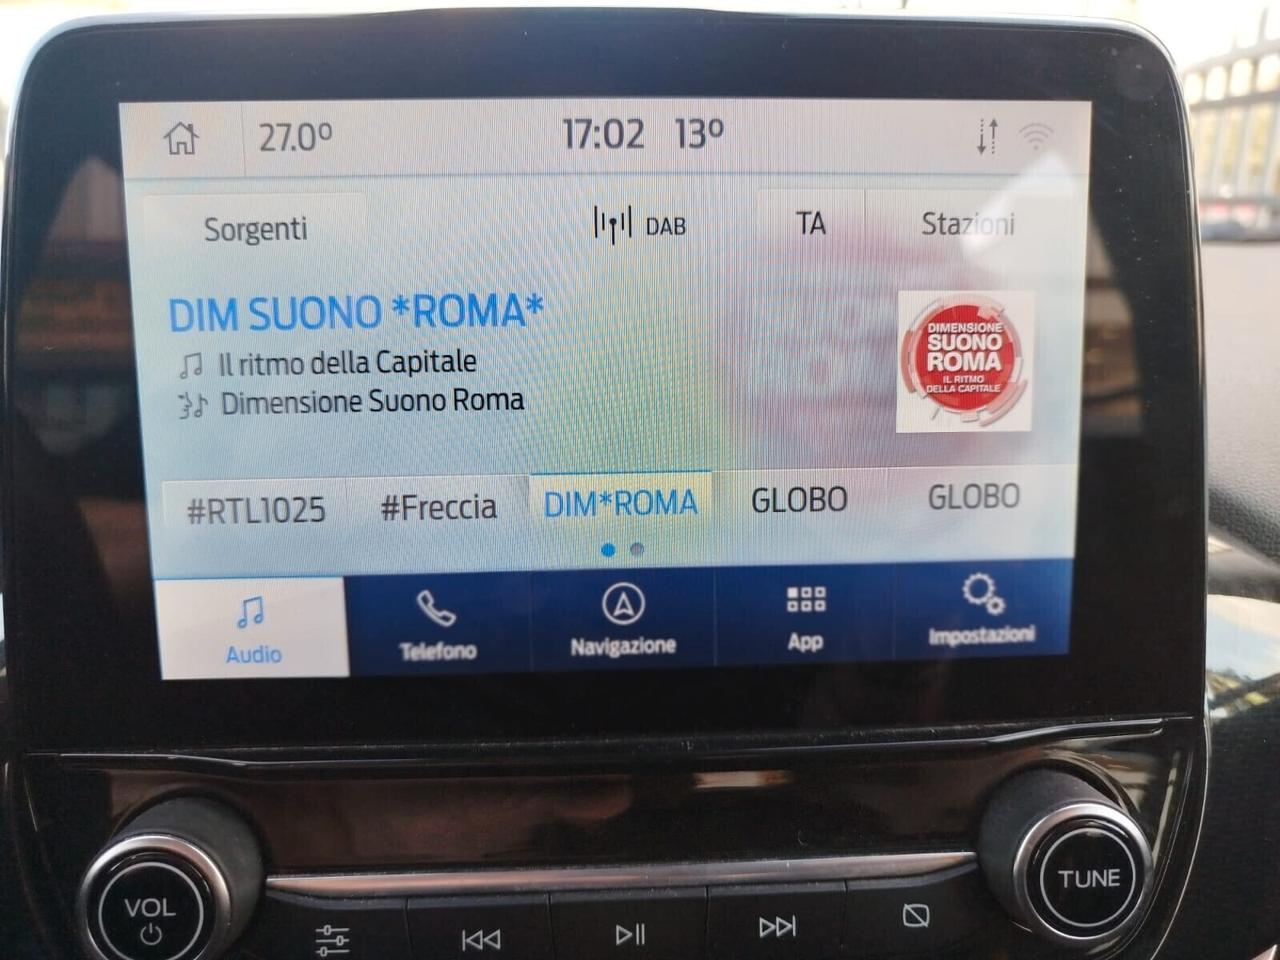 27.0º 17:02 13º
Sorgenti DAB TA Stazioni
DIM SUONO *ROMA*
Il ritmo della Capitale
Dimensione Suono Roma
DIMENSIONE
SUONO
ROMA
IL RITMO
DELLA CAPITALE
#RTL1025 #Freccia DIM*ROMA GLOBO GLOBO
Audio Telefono Navigazione App Impostazioni
VOL TUNE